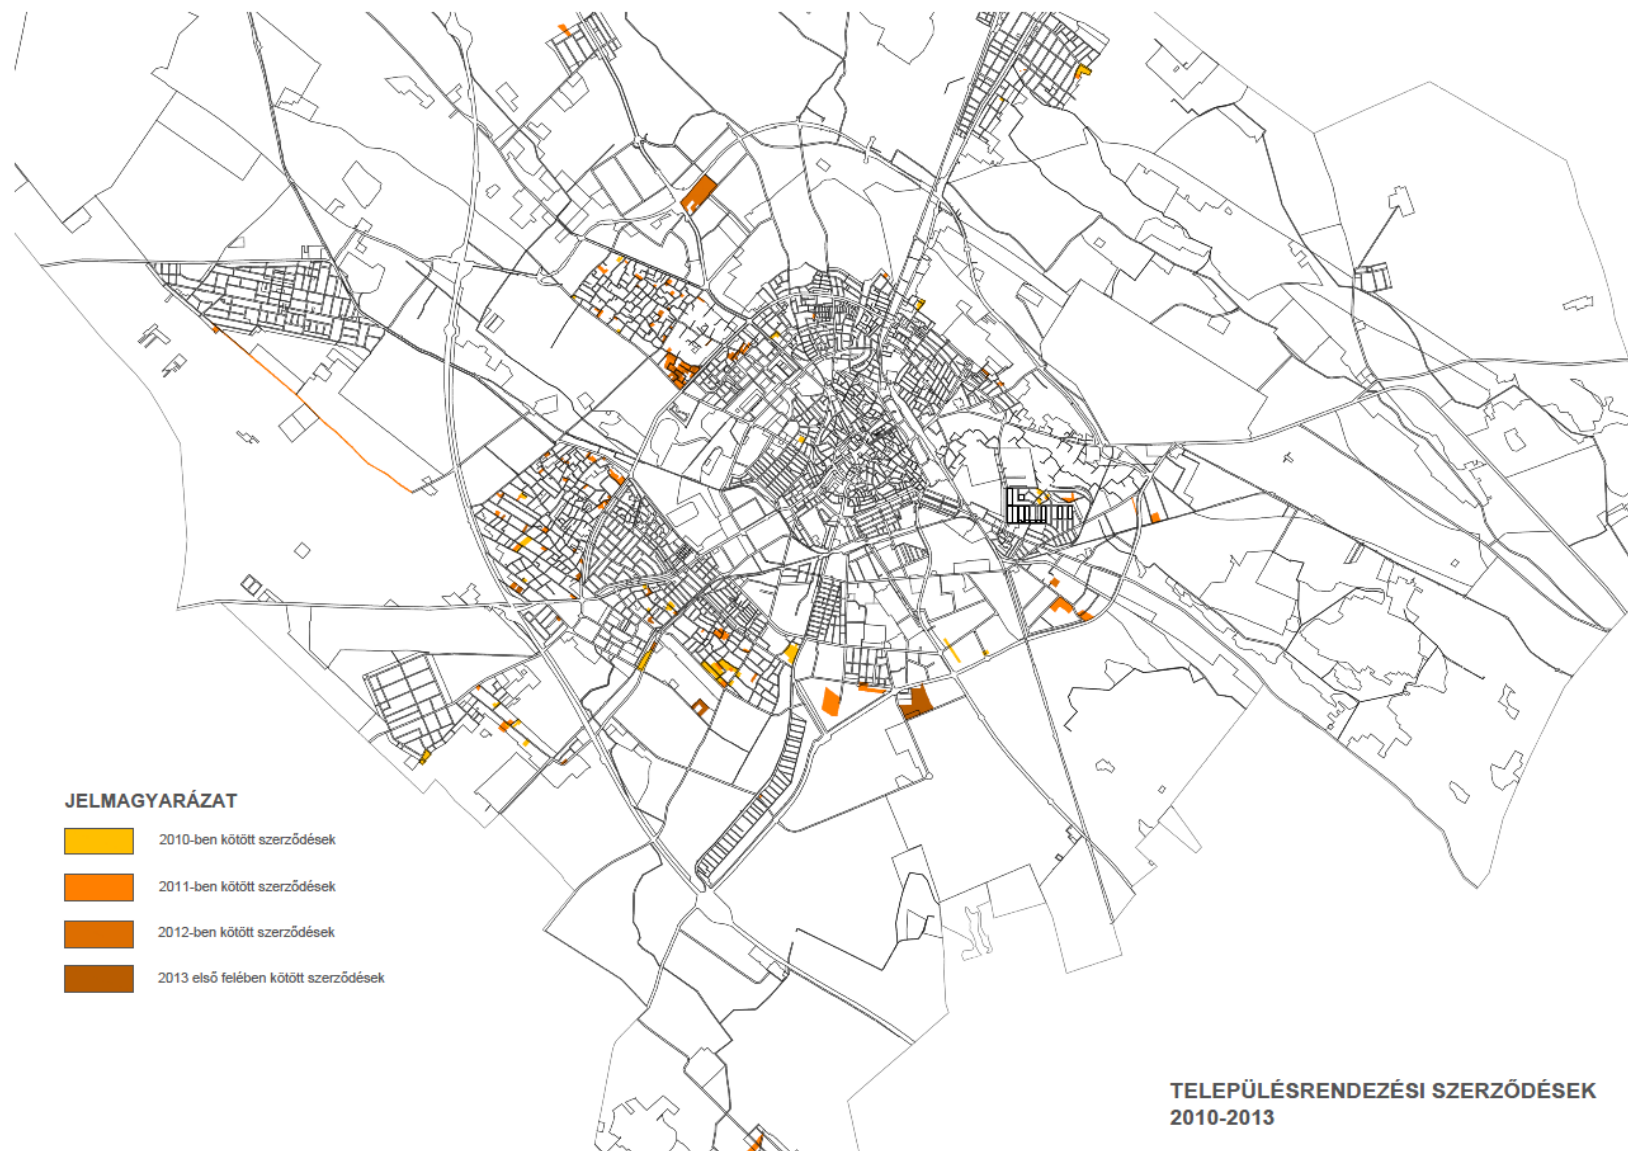 JELMAGYARÁZAT
2010-ben kötött szerződések
2011-ben kötött szerződések
2012-ben kötött szerződések
2013 első felében kötött szerződések
TELEPÜLÉSRENDEZÉSI SZERZŐDÉSEK
2010-2013